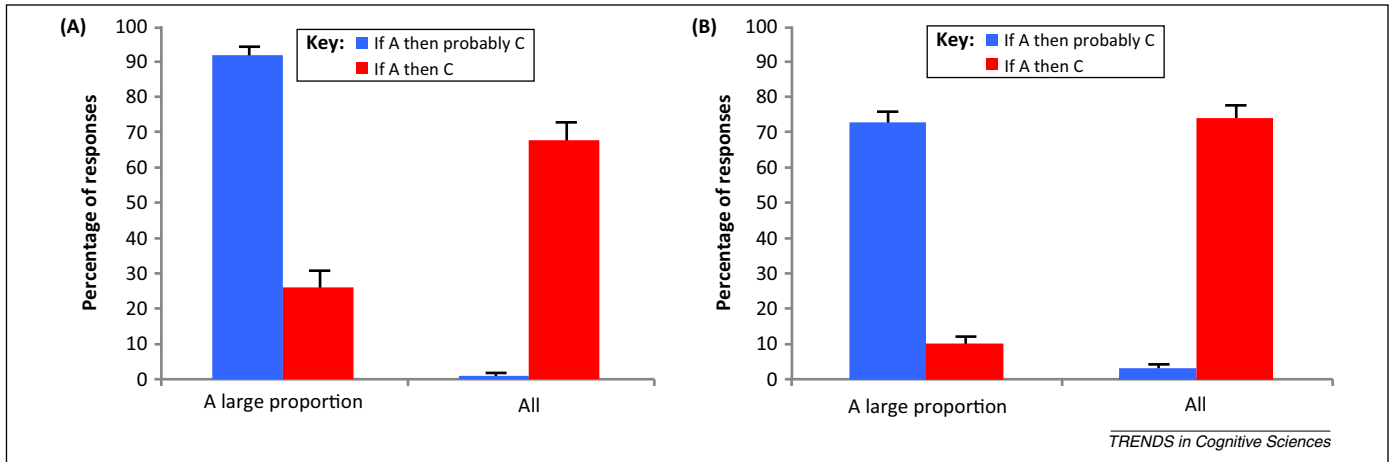 (A)
Key: If A then probably C
If A then C
Percentage of responses
100
90
80
70
60
50
40
30
20
10
0
A large proportion
All
(B)
Key: If A then probably C
If A then C
Percentage of responses
100
90
80
70
60
50
40
30
20
10
0
A large proportion
All
TRENDS in Cognitive Sciences